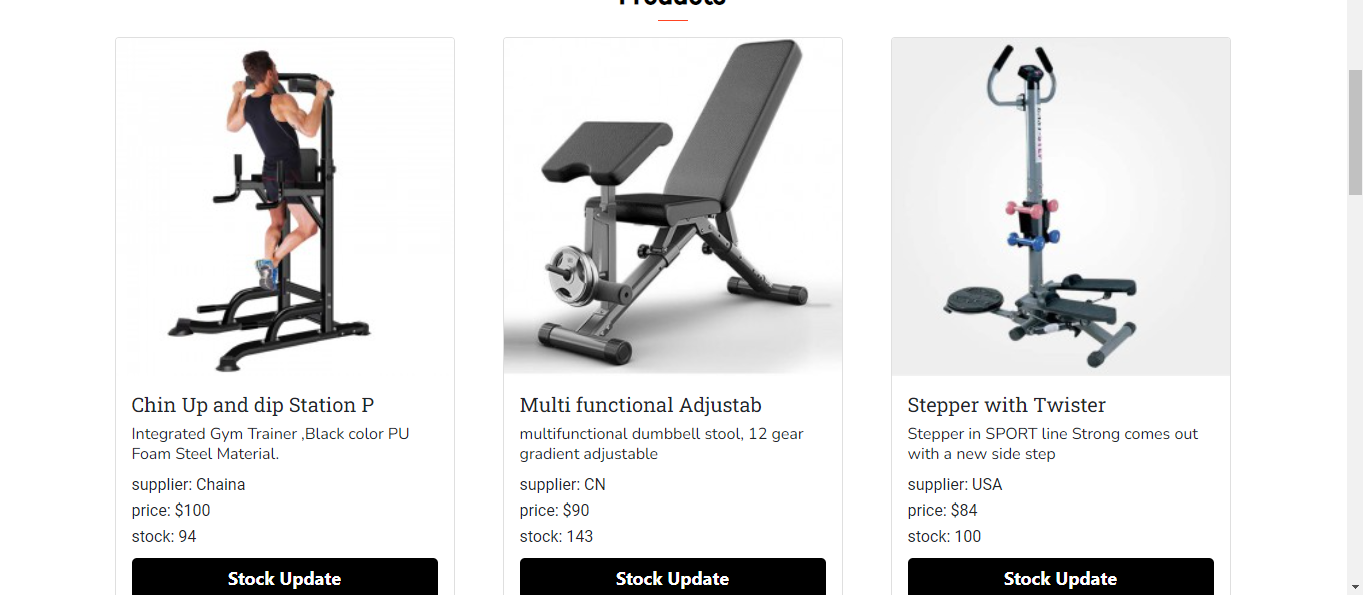 Products
Chin Up and dip Station P
Integrated Gym Trainer ,Black color PU
Foam Steel Material.
supplier: Chaina
price: $100
stock: 94
Stock Update
Multi functional Adjustab
multifunctional dumbbell stool, 12 gear
gradient adjustable
supplier: CN
price: $90
stock: 143
Stock Update
Stepper with Twister
Stepper in SPORT line Strong comes out
with a new side step
supplier: USA
price: $84
stock: 100
Stock Update